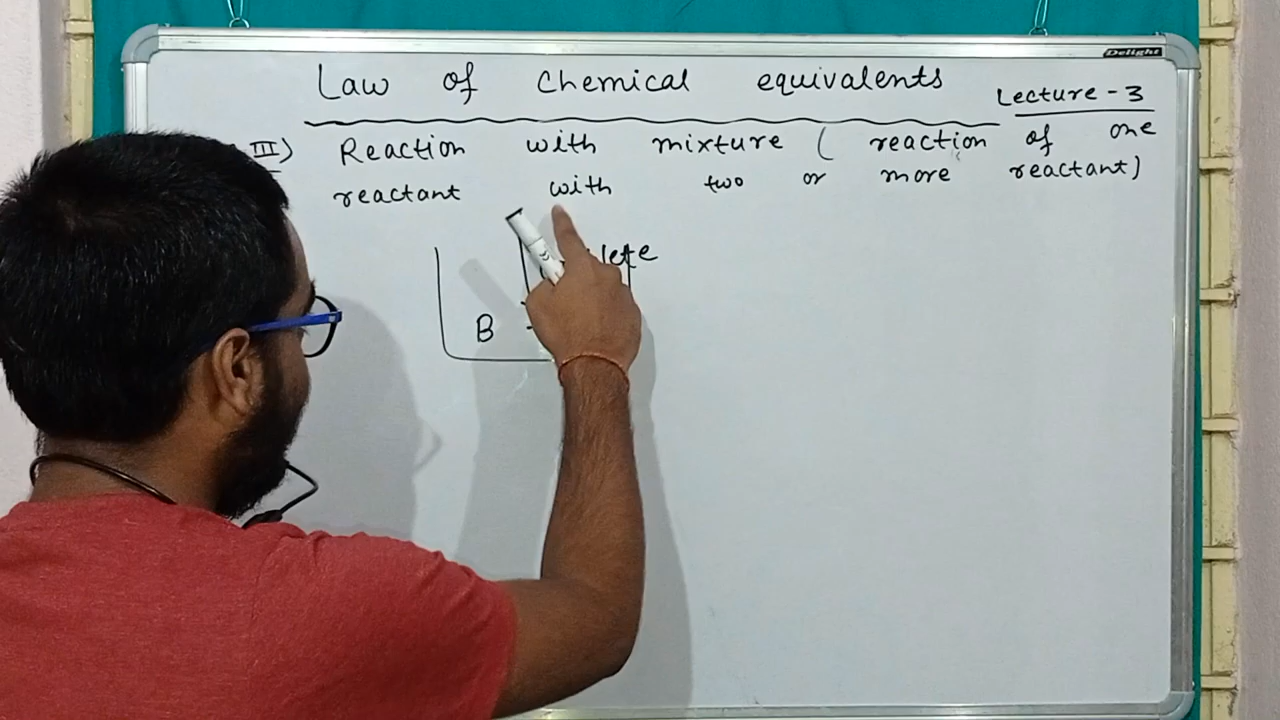 Delight
Law of Chemical equivalents
Lecture - 3
III) Reaction with mixture ( reaction of one
reactant with two or more reactant)
B